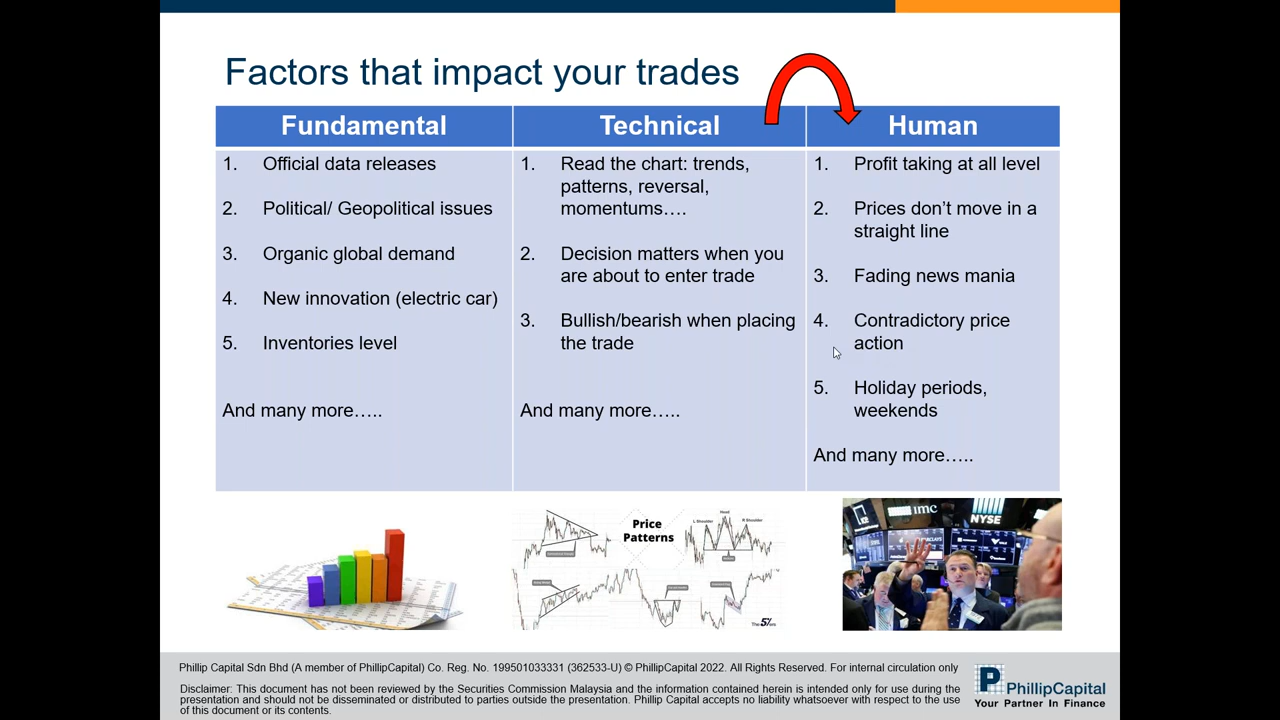 Factors that impact your trades
Fundamental
1. Official data releases
2. Political/ Geopolitical issues
3. Organic global demand
4. New innovation (electric car)
5. Inventories level
And many more…..
Technical
1. Read the chart: trends,
patterns, reversal,
momentums….
2. Decision matters when you
are about to enter trade
3. Bullish/bearish when placing
the trade
And many more…..
Human
1. Profit taking at all level
2. Prices don’t move in a
straight line
3. Fading news mania
4. Contradictory price
action
5. Holiday periods,
weekends
And many more…..
Price
Patterns
L Shoulder
Head
R Shoulder
imc
NYSE
Phillip Capital Sdn Bhd (A member of PhillipCapital) Co. Reg. No. 199501033331 (362533-U) © PhillipCapital 2022. All Rights Reserved. For internal circulation only
Disclaimer: This document has not been reviewed by the Securities Commission Malaysia and the information contained herein is intended only for use during the
presentation and should not be disseminated or distributed to parties outside the presentation. Phillip Capital accepts no liability whatsoever with respect to the use
of this document or its contents.
PhillipCapital
Your Partner In Finance